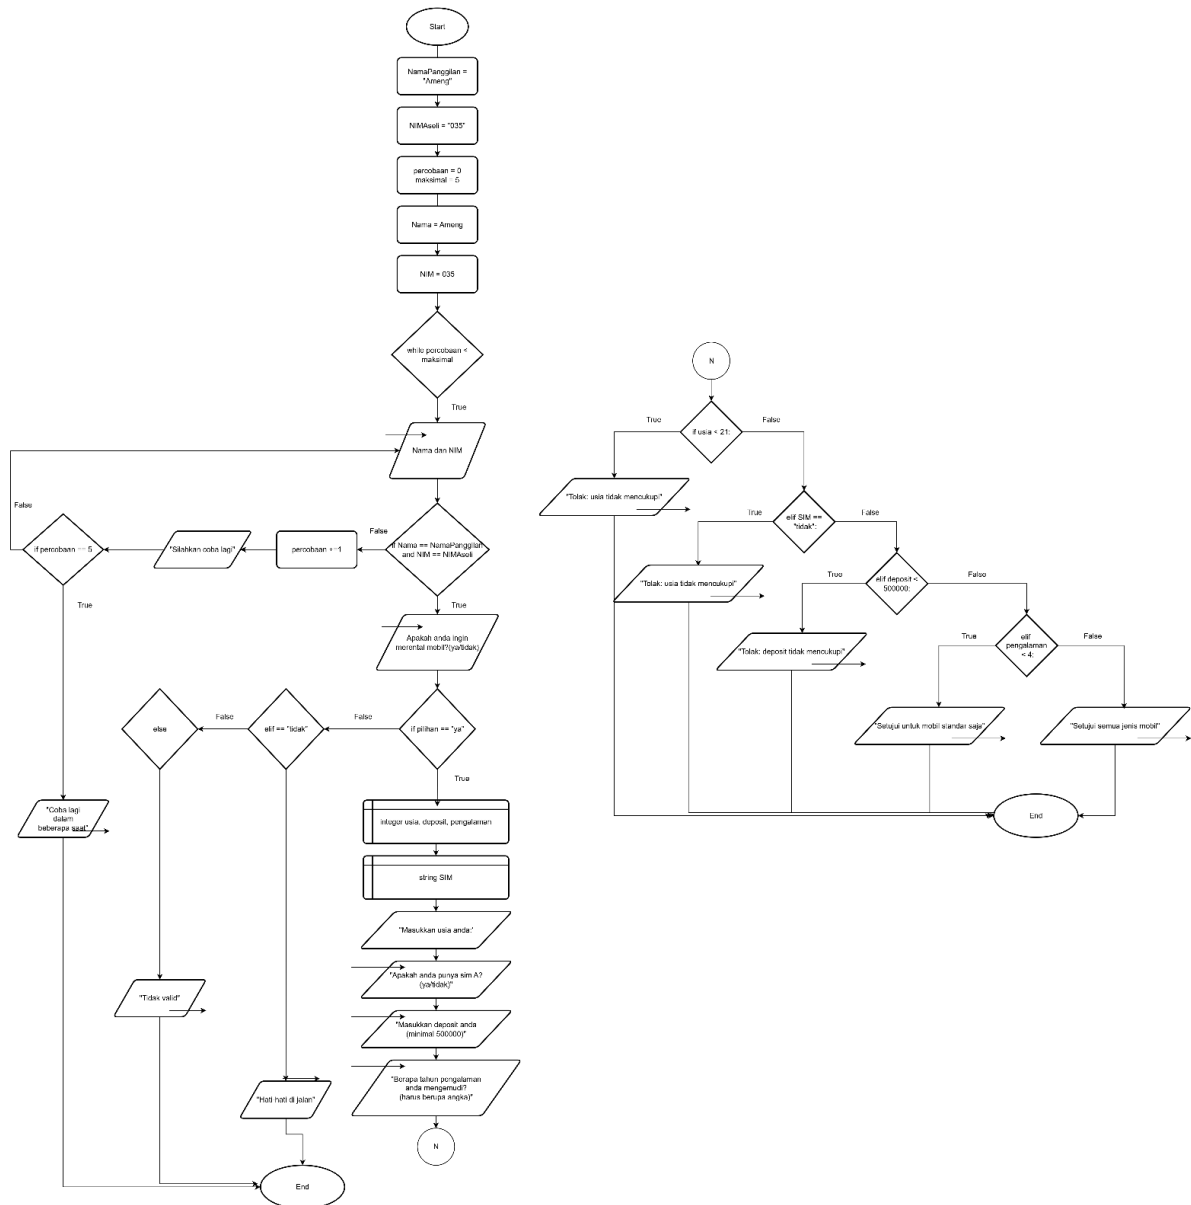 Start
NamaPanggilan =
"Ameng"
NIMAsoli = "035"
percobaan = 0
maksimal = 5
Nama = Ameng
NIM = 035
while percobaan <
maksimal
True
Nama dan NIM
False
if percobaan == 5
"Silahkan coba lagi"
percobaan +=1
False
if Nama == NamaPanggilan
and NIM == NIMAsoli
True
True
Apakah anda ingin
merental mobil?(ya/tidak)
else
False
elif == "tidak"
False
if pilihan == "ya"
True
"Coba lagi
dalam
beberapa saat"
integer usia, deposit, pengalaman
string SIM
"Masukkan usia anda:'
"Apakah anda punya sim A?
(ya/tidak)"
"Tidak valid"
"Masukkan deposit anda
(minimal 500000)"
"Berapa tahun pengalaman
anda mengemudi?
(harus berupa angka)"
"Hati hati di jalan"
N
End
N
True
if usia < 21:
False
"Tolak: usia tidak mencukupi"
True
elif SIM ==
"tidak":
False
"Tolak: usia tidak mencukupi"
True
elif deposit <
500000:
False
"Tolak: deposit tidak mencukupi"
True
elif
pengalaman
< 4:
False
"Setujui untuk mobil standar saja"
"Setujui semua jenis mobil"
End